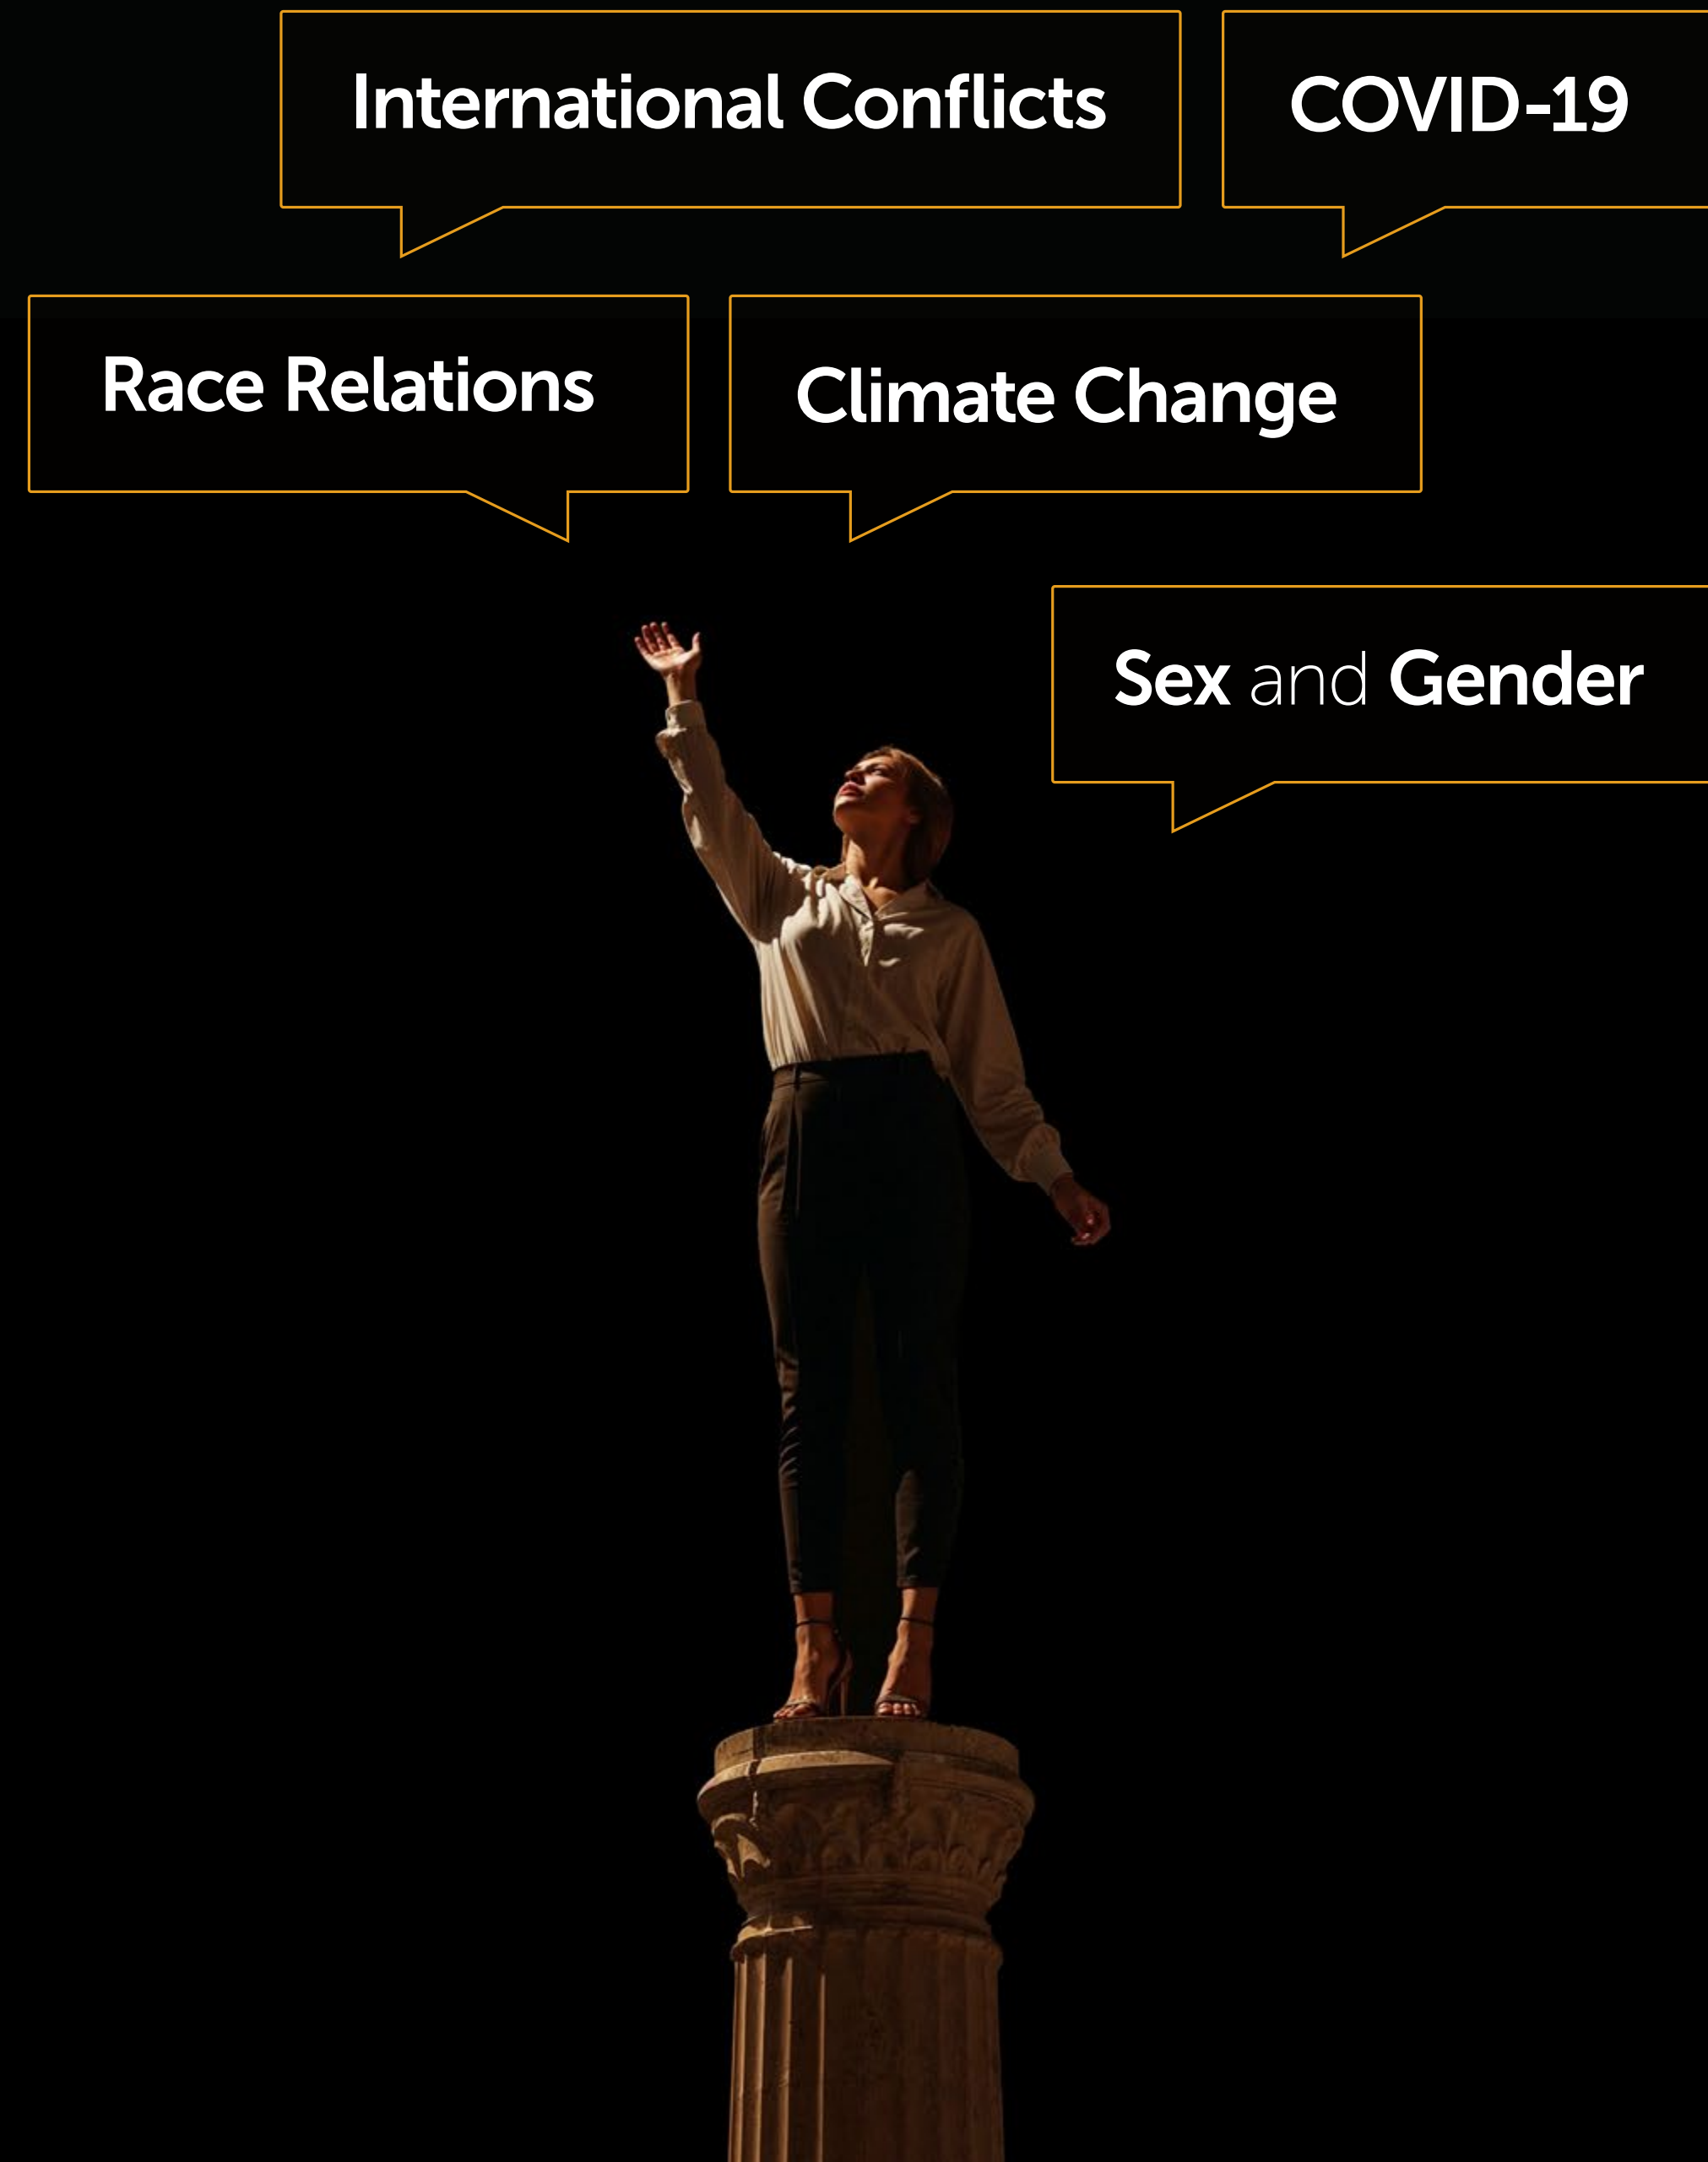 International Conflicts
COVID-19
Race Relations
Climate Change
Sex and Gender